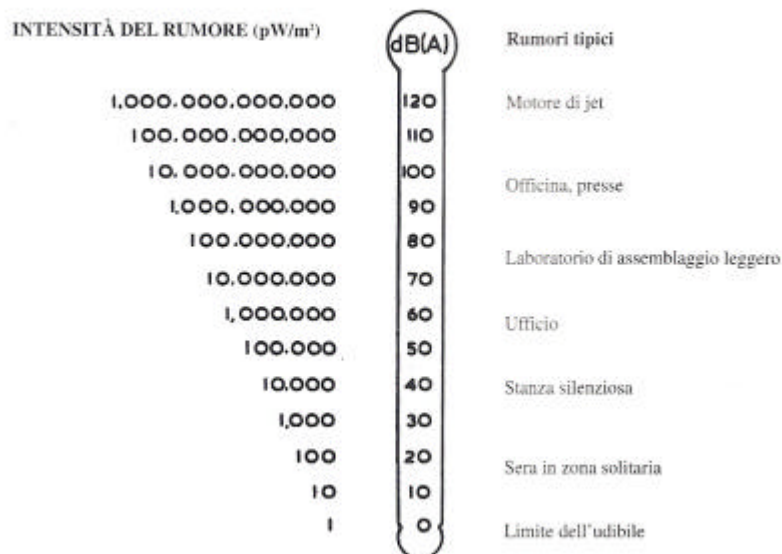 INTENSITÀ DEL RUMORE (pW/m²) dB(A) Rumori tipici
1,000.000.000,000 120 Motore di jet
100.000.000,000 110
10.000.000.000 100
Officina, presse
1,000,000.000 90
100.000.000 80
Laboratorio di assemblaggio leggero
10.000.000 70
1,000.000 60
Ufficio
100.000 50
10.000 40 Stanza silenziosa
1,000 30
100 20
Sera in zona solitaria
10 10
1 0 Limite dell'udibile